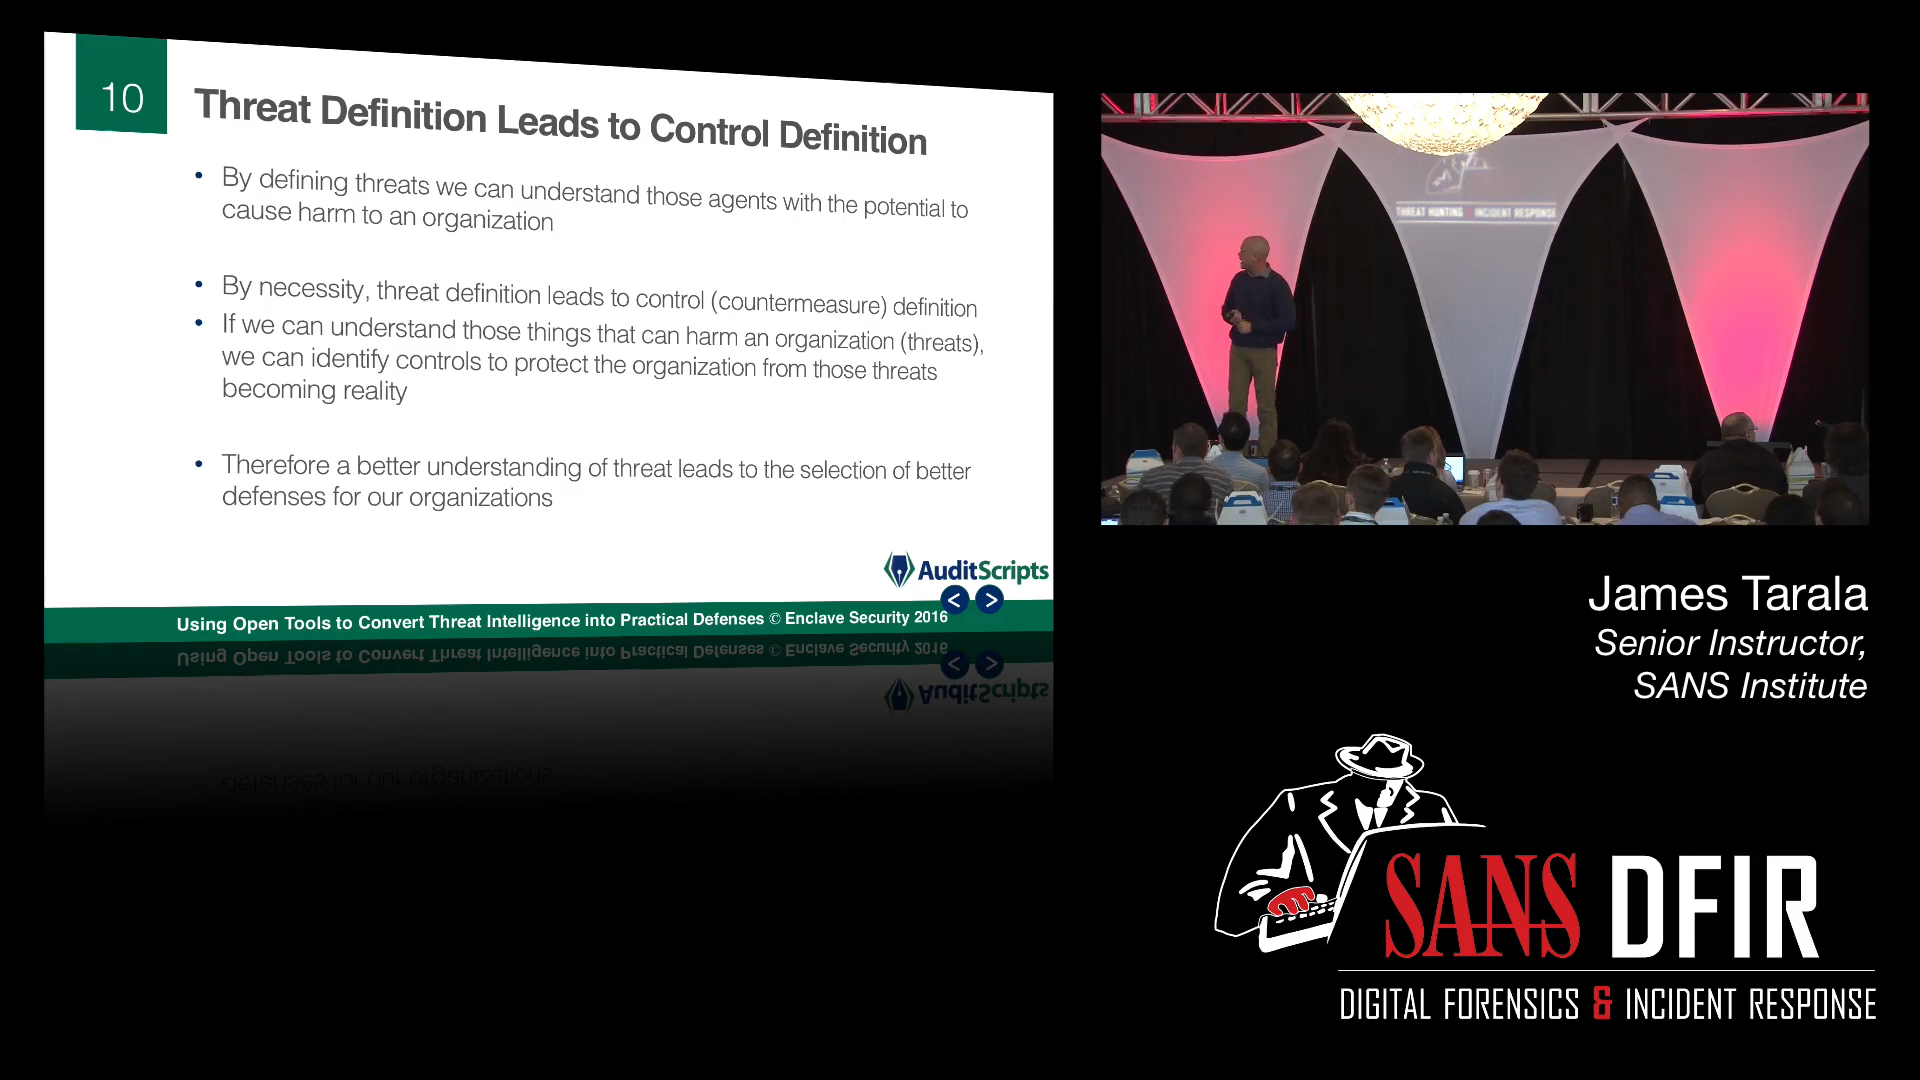 10
Threat Definition Leads to Control Definition
• By defining threats we can understand those agents with the potential to
cause harm to an organization
• By necessity, threat definition leads to control (countermeasure) definition
• If we can understand those things that can harm an organization (threats),
we can identify controls to protect the organization from those threats
becoming reality
• Therefore a better understanding of threat leads to the selection of better
defenses for our organizations
AuditScripts
< >
Using Open Tools to Convert Threat Intelligence into Practical Defenses © Enclave Security 2016
THREAT HUNTING & INCIDENT RESPONSE
James Tarala
Senior Instructor,
SANS Institute
SANS DFIR
DIGITAL FORENSICS & INCIDENT RESPONSE